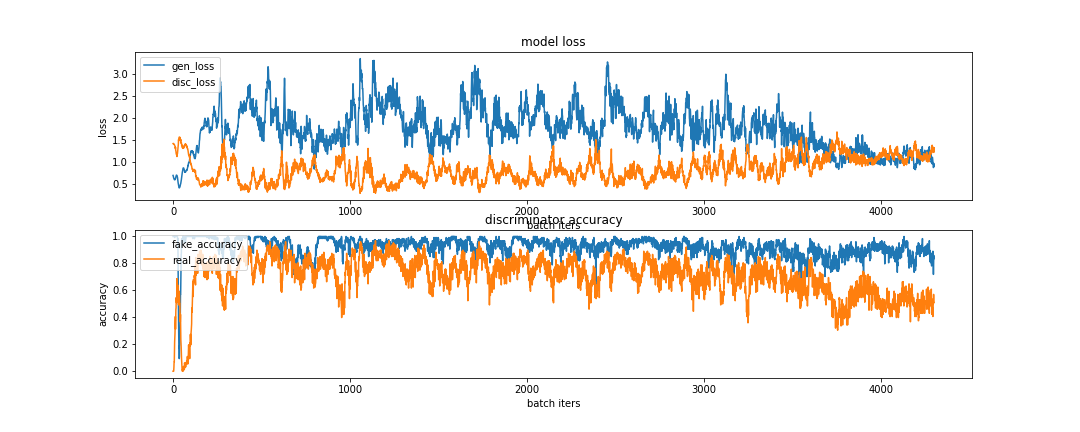 model loss
gen_loss
disc_loss
loss
3.0
2.5
2.0
1.5
1.0
0.5
0 1000 2000 3000 4000
batch iters
discriminator accuracy
fake_accuracy
real_accuracy
accuracy
1.0
0.8
0.6
0.4
0.2
0.0
0 1000 2000 3000 4000
batch iters